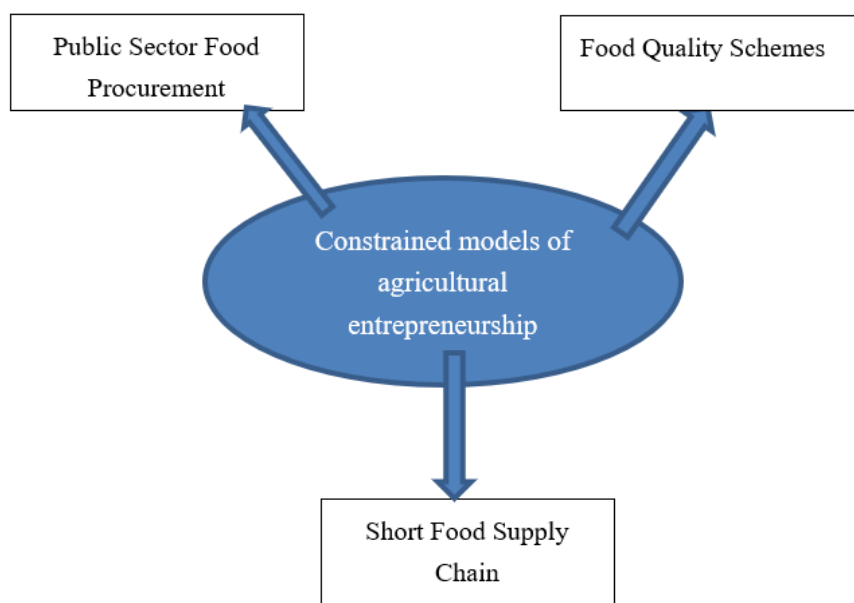 Public Sector Food
Procurement
Food Quality Schemes
Constrained models of
agricultural
entrepreneurship
Short Food Supply
Chain